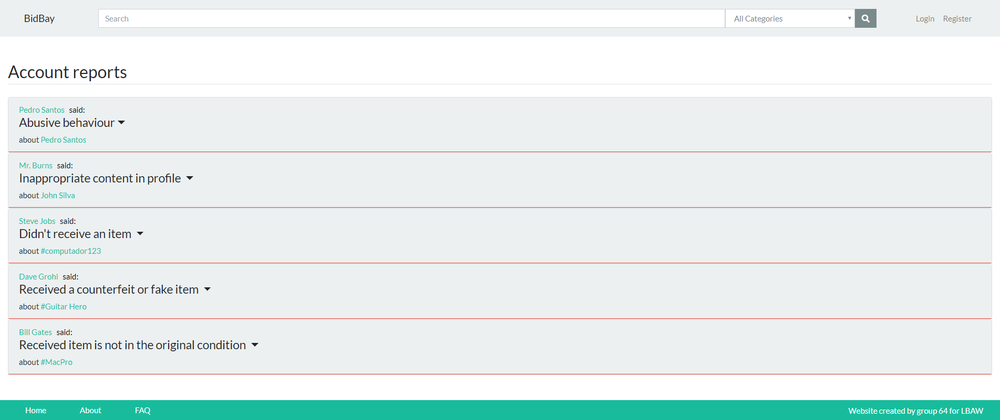 BidBay
Search
All Categories
Login Register
Account reports
Pedro Santos said:
Abusive behaviour
about Pedro Santos
Mr. Burns said:
Inappropriate content in profile
about John Silva
Steve Jobs said:
Didn't receive an item
about #computador123
Dave Grohl said:
Received a counterfeit or fake item
about #Guitar Hero
Bill Gates said:
Received item is not in the original condition
about #MacPro
Home About FAQ
Website created by group 64 for LBAW